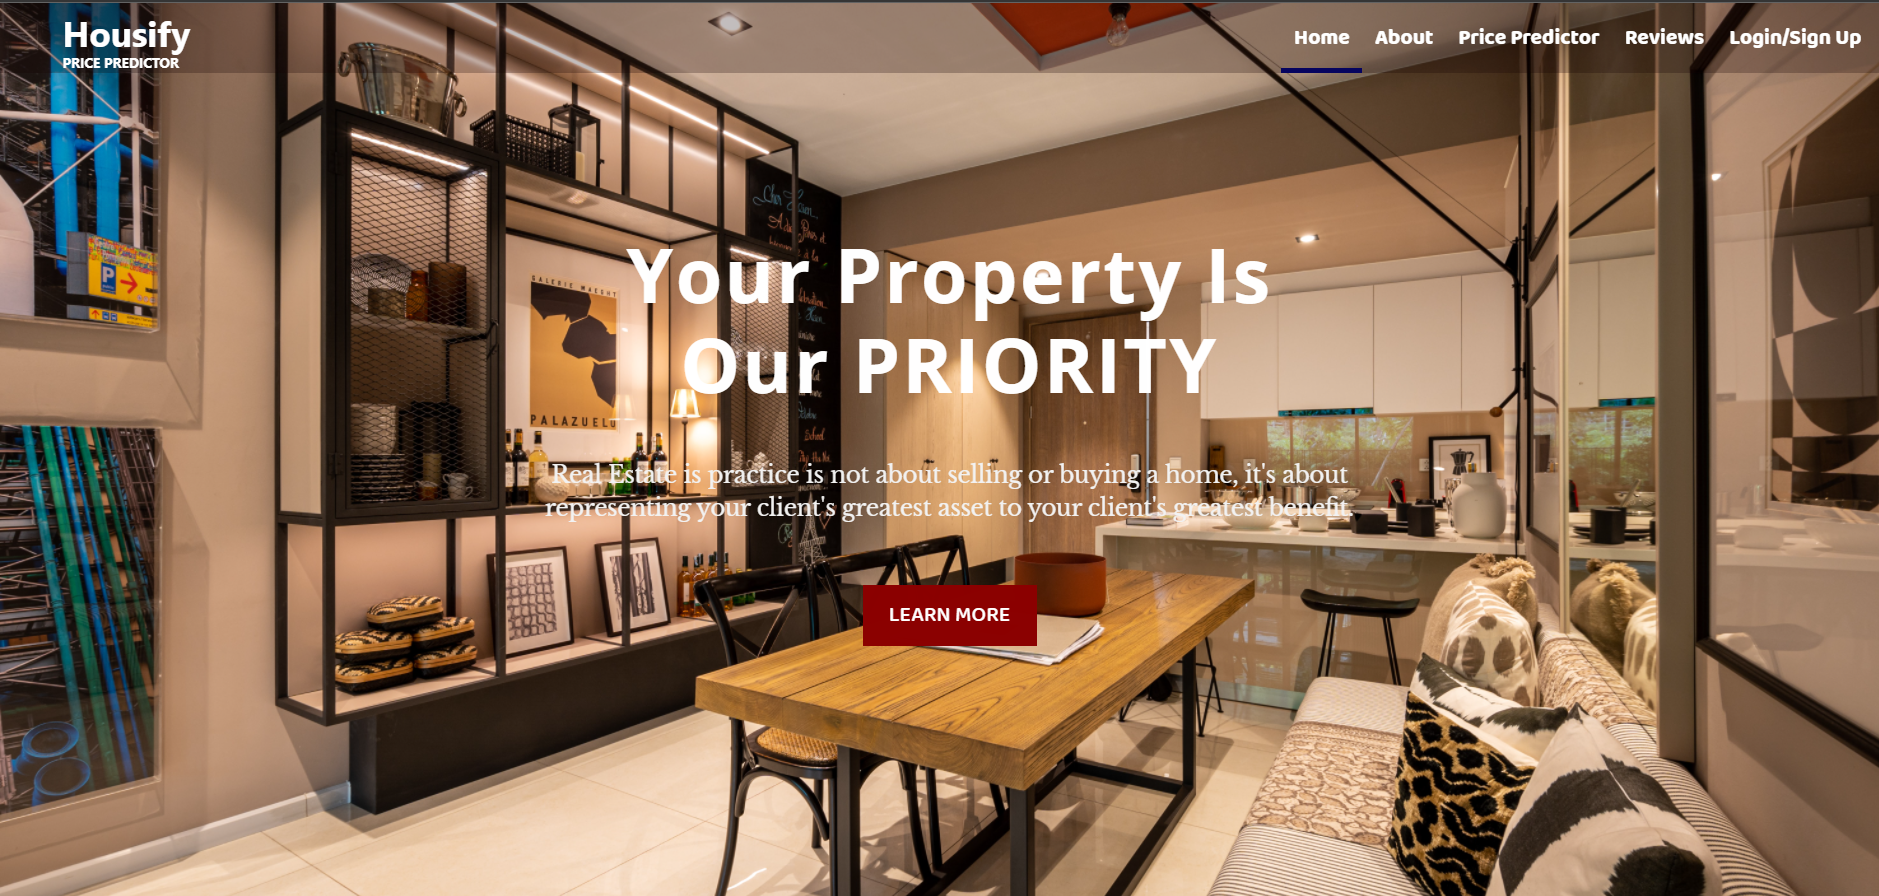 Housify
PRICE PREDICTOR
Home About Price Predictor Reviews Login/Sign Up
P
GALERIE MAEGHT
Your Property Is
Our PRIORITY
PALAZUELO
Real Estate is practice is not about selling or buying a home, it's about
representing your client's greatest asset to your client's greatest benefit.
LEARN MORE